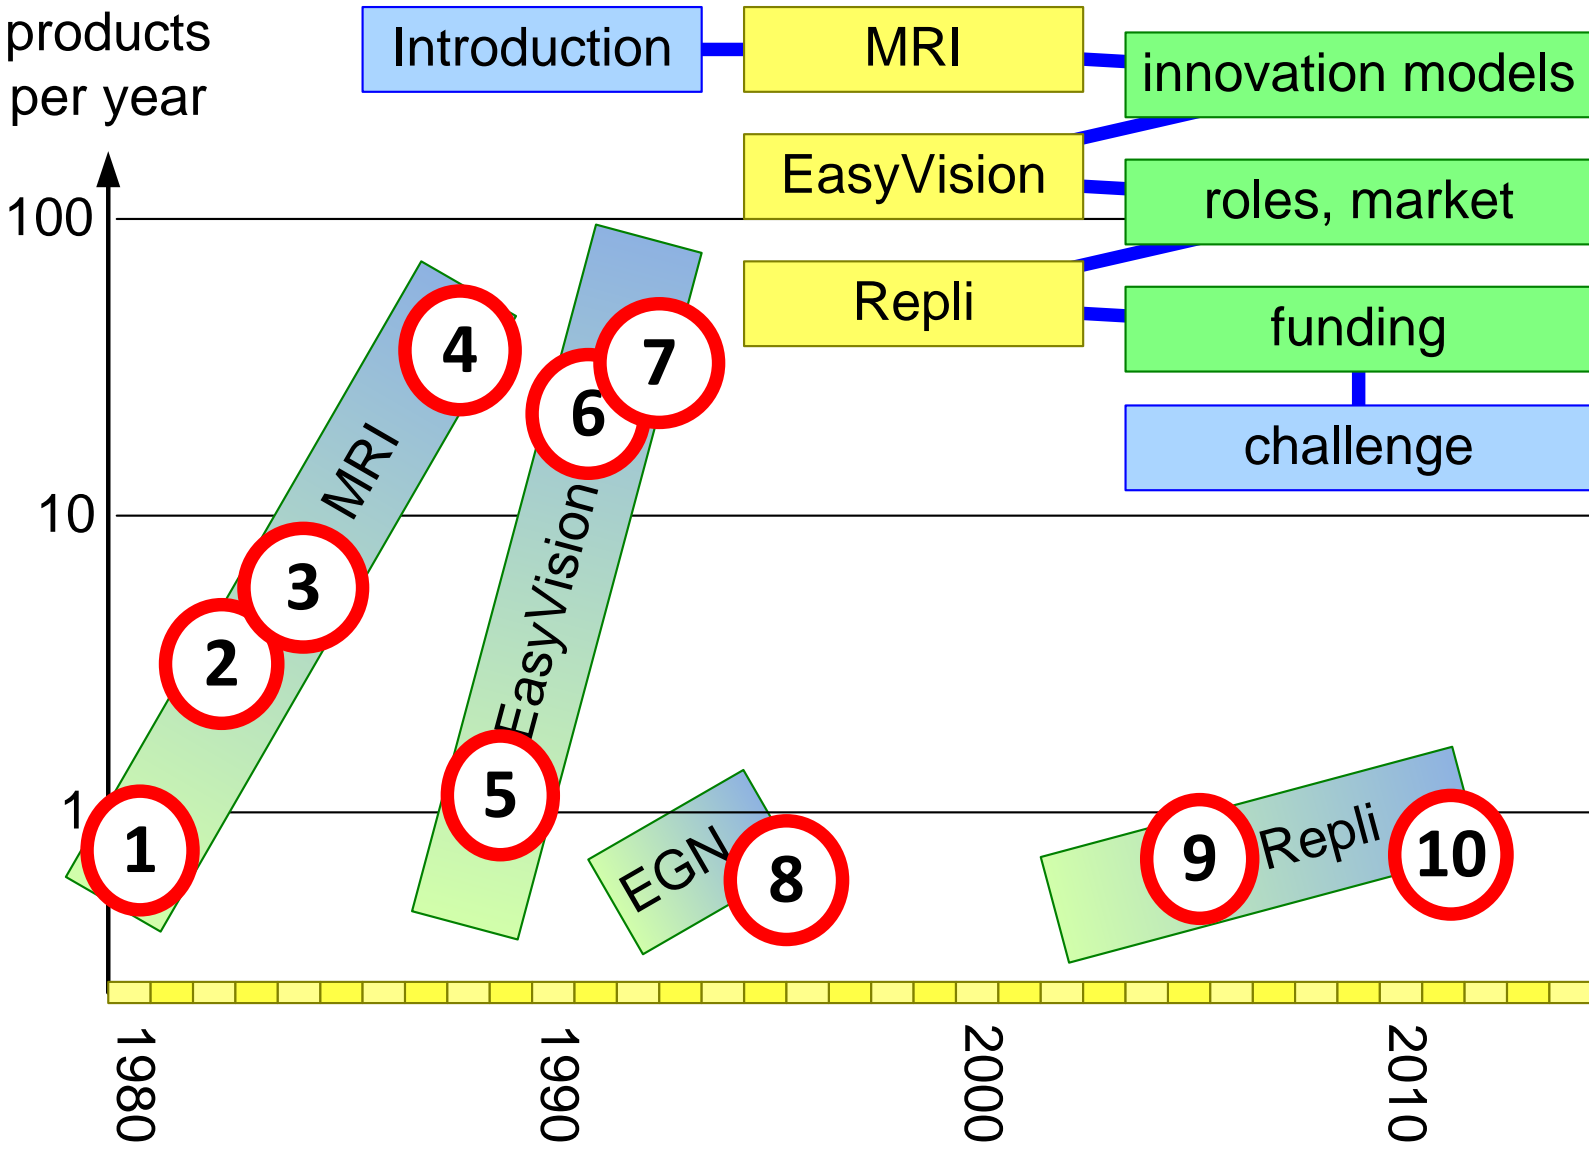 products
per year
Introduction
MRI
innovation models
EasyVision
roles, market
Repli
funding
challenge
100
10
1
MRI
EasyVision
EGN
Repli
1
2
3
4
5
6
7
8
9
10
1980
1990
2000
2010